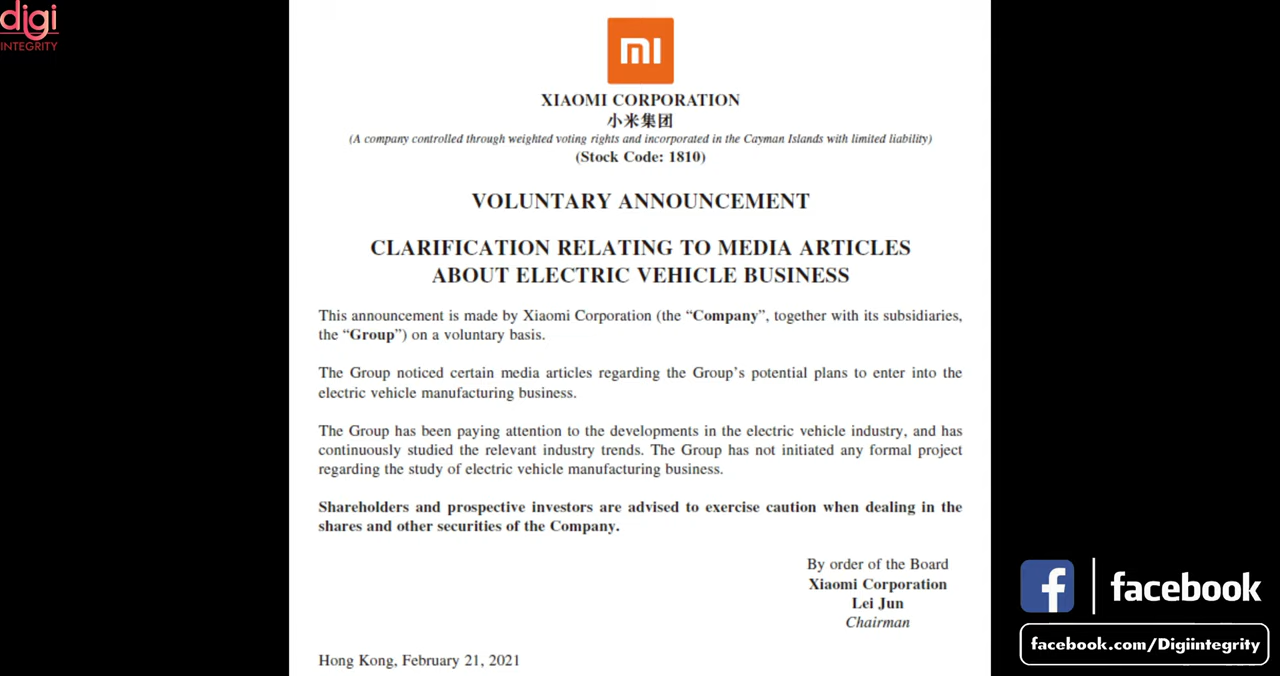 digi
INTEGRITY
mi
XIAOMI CORPORATION
小米集团
(A company controlled through weighted voting rights and incorporated in the Cayman Islands with limited liability)
(Stock Code: 1810)
VOLUNTARY ANNOUNCEMENT
CLARIFICATION RELATING TO MEDIA ARTICLES
ABOUT ELECTRIC VEHICLE BUSINESS
This announcement is made by Xiaomi Corporation (the “Company”, together with its subsidiaries,
the “Group”) on a voluntary basis.
The Group noticed certain media articles regarding the Group’s potential plans to enter into the
electric vehicle manufacturing business.
The Group has been paying attention to the developments in the electric vehicle industry, and has
continuously studied the relevant industry trends. The Group has not initiated any formal project
regarding the study of electric vehicle manufacturing business.
Shareholders and prospective investors are advised to exercise caution when dealing in the
shares and other securities of the Company.
By order of the Board
Xiaomi Corporation
Lei Jun
Chairman
Hong Kong, February 21, 2021
f
facebook
facebook.com/Digiintegrity